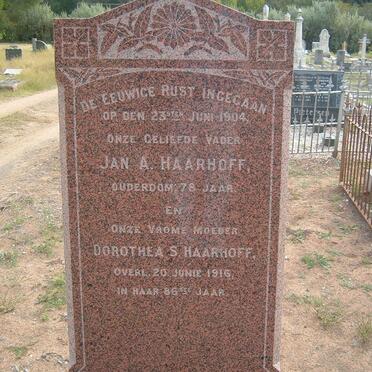 DE EEUWIGE RUST INGEGAAN
OP DEN 23STEN JUNI 1904,
ONZE GELIEFDE VADER
JAN A. HAARHOFF,
OUDERDOM, 78 JAAR.
EN
ONZE VROME MOEDER
DOROTHEA S. HAARHOFF,
OVERL. 20 JUNIE 1916,
IN HAAR 86STE JAAR.